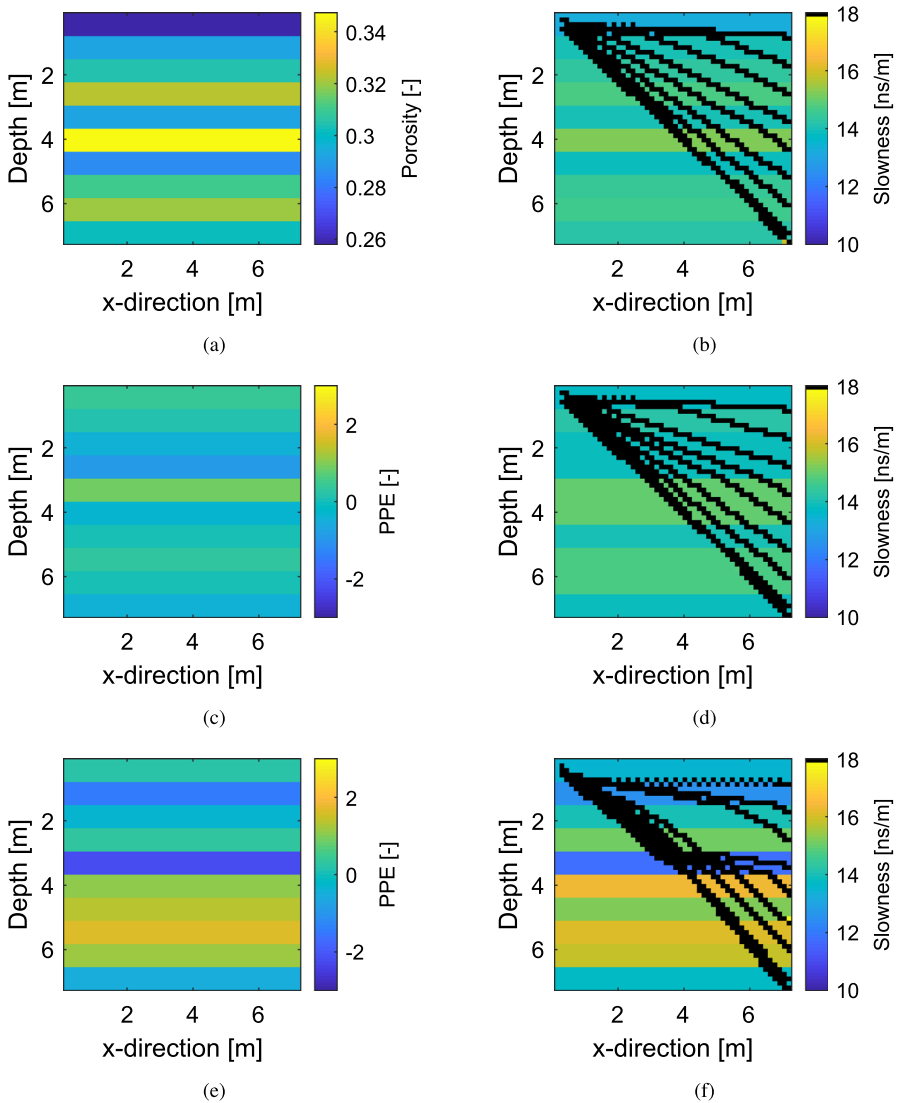 Depth [m]
2
4
6
2 4 6
x-direction [m]
0.34
0.32
0.3
0.28
0.26
Porosity [-]
(a)
Depth [m]
2
4
6
2 4 6
x-direction [m]
18
16
14
12
10
Slowness [ns/m]
(b)
Depth [m]
2
4
6
2 4 6
x-direction [m]
2
0
-2
PPE [-]
(c)
Depth [m]
2
4
6
2 4 6
x-direction [m]
18
16
14
12
10
Slowness [ns/m]
(d)
Depth [m]
2
4
6
2 4 6
x-direction [m]
2
0
-2
PPE [-]
(e)
Depth [m]
2
4
6
2 4 6
x-direction [m]
18
16
14
12
10
Slowness [ns/m]
(f)